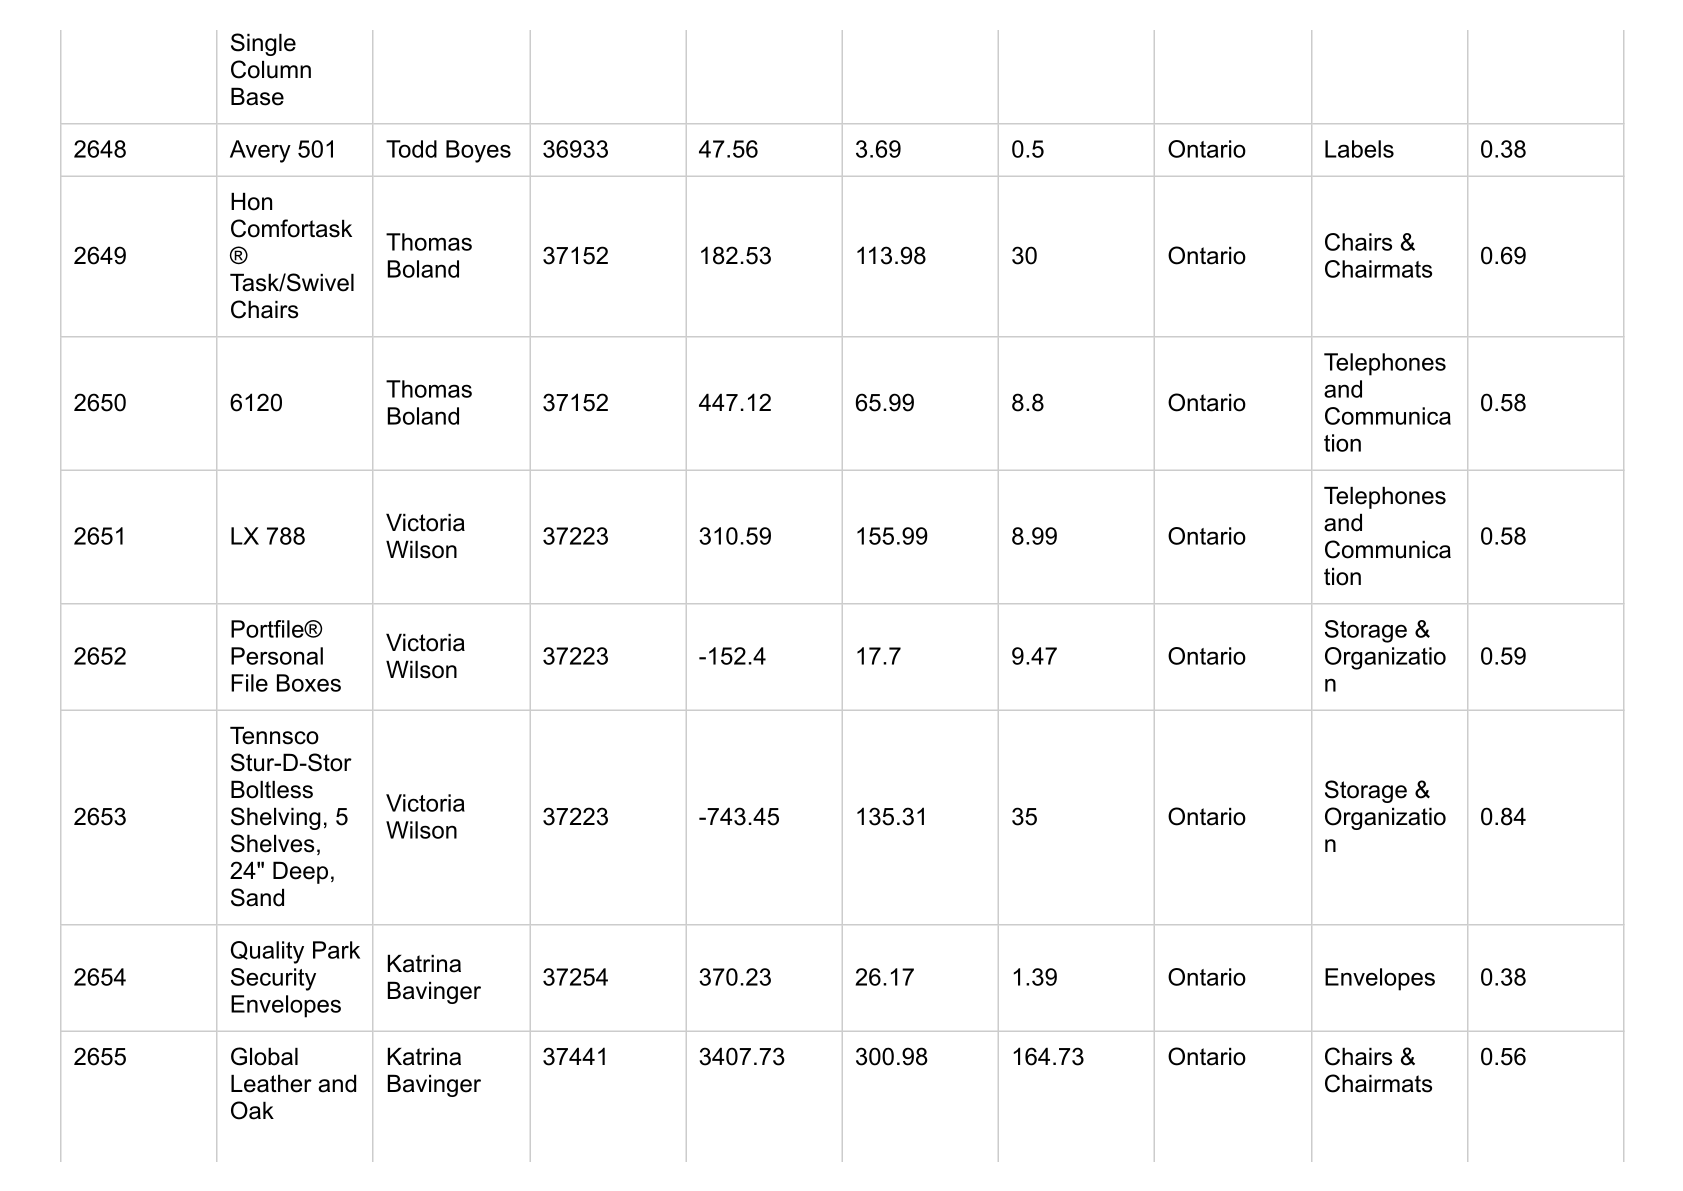 Single
Column
Base
2648 Avery 501 Todd Boyes 36933 47.56 3.69 0.5 Ontario Labels 0.38
2649
Hon
Comfortask
®
Task/Swivel
Chairs
Thomas
Boland
37152 182.53 113.98 30 Ontario
Chairs &
Chairmats
0.69
2650 6120
Thomas
Boland
37152 447.12 65.99 8.8 Ontario
Telephones
and
Communica
tion
0.58
2651 LX 788
Victoria
Wilson
37223 310.59 155.99 8.99 Ontario
Telephones
and
Communica
tion
0.58
2652
Portfile®
Personal
File Boxes
Victoria
Wilson
37223 -152.4 17.7 9.47 Ontario
Storage &
Organizatio
n
0.59
2653
Tennsco
Stur-D-Stor
Boltless
Shelving, 5
Shelves,
24" Deep,
Sand
Victoria
Wilson
37223 -743.45 135.31 35 Ontario
Storage &
Organizatio
n
0.84
2654
Quality Park
Security
Envelopes
Katrina
Bavinger
37254 370.23 26.17 1.39 Ontario Envelopes 0.38
2655
Global
Leather and
Oak
Katrina
Bavinger
37441 3407.73 300.98 164.73 Ontario
Chairs &
Chairmats
0.56